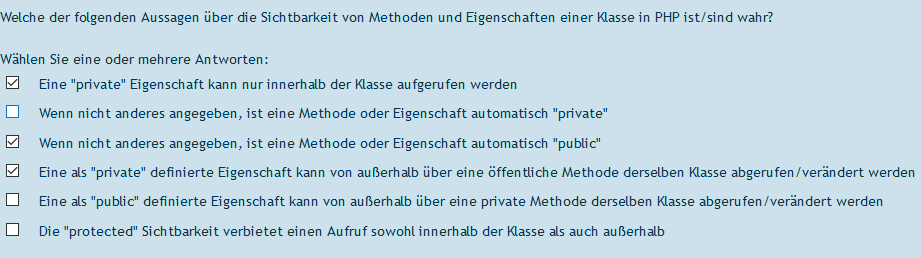 Welche der folgenden Aussagen über die Sichtbarkeit von Methoden und Eigenschaften einer Klasse in PHP ist/sind wahr?
Wählen Sie eine oder mehrere Antworten:
Eine "private" Eigenschaft kann nur innerhalb der Klasse aufgerufen werden
Wenn nicht anderes angegeben, ist eine Methode oder Eigenschaft automatisch "private"
Wenn nicht anderes angegeben, ist eine Methode oder Eigenschaft automatisch "public"
Eine als "private" definierte Eigenschaft kann von außerhalb über eine öffentliche Methode derselben Klasse abgerufen/verändert werden
Eine als "public" definierte Eigenschaft kann von außerhalb über eine private Methode derselben Klasse abgerufen/verändert werden
Die "protected" Sichtbarkeit verbietet einen Aufruf sowohl innerhalb der Klasse als auch außerhalb